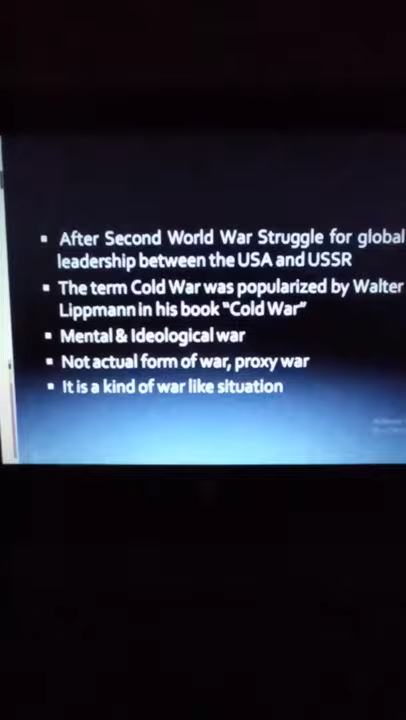 ▪ After Second World War Struggle for global
leadership between the USA and USSR
▪ The term Cold War was popularized by Walter
Lippmann in his book “Cold War”
▪ Mental & Ideological war
▪ Not actual form of war, proxy war
▪ It is a kind of war like situation